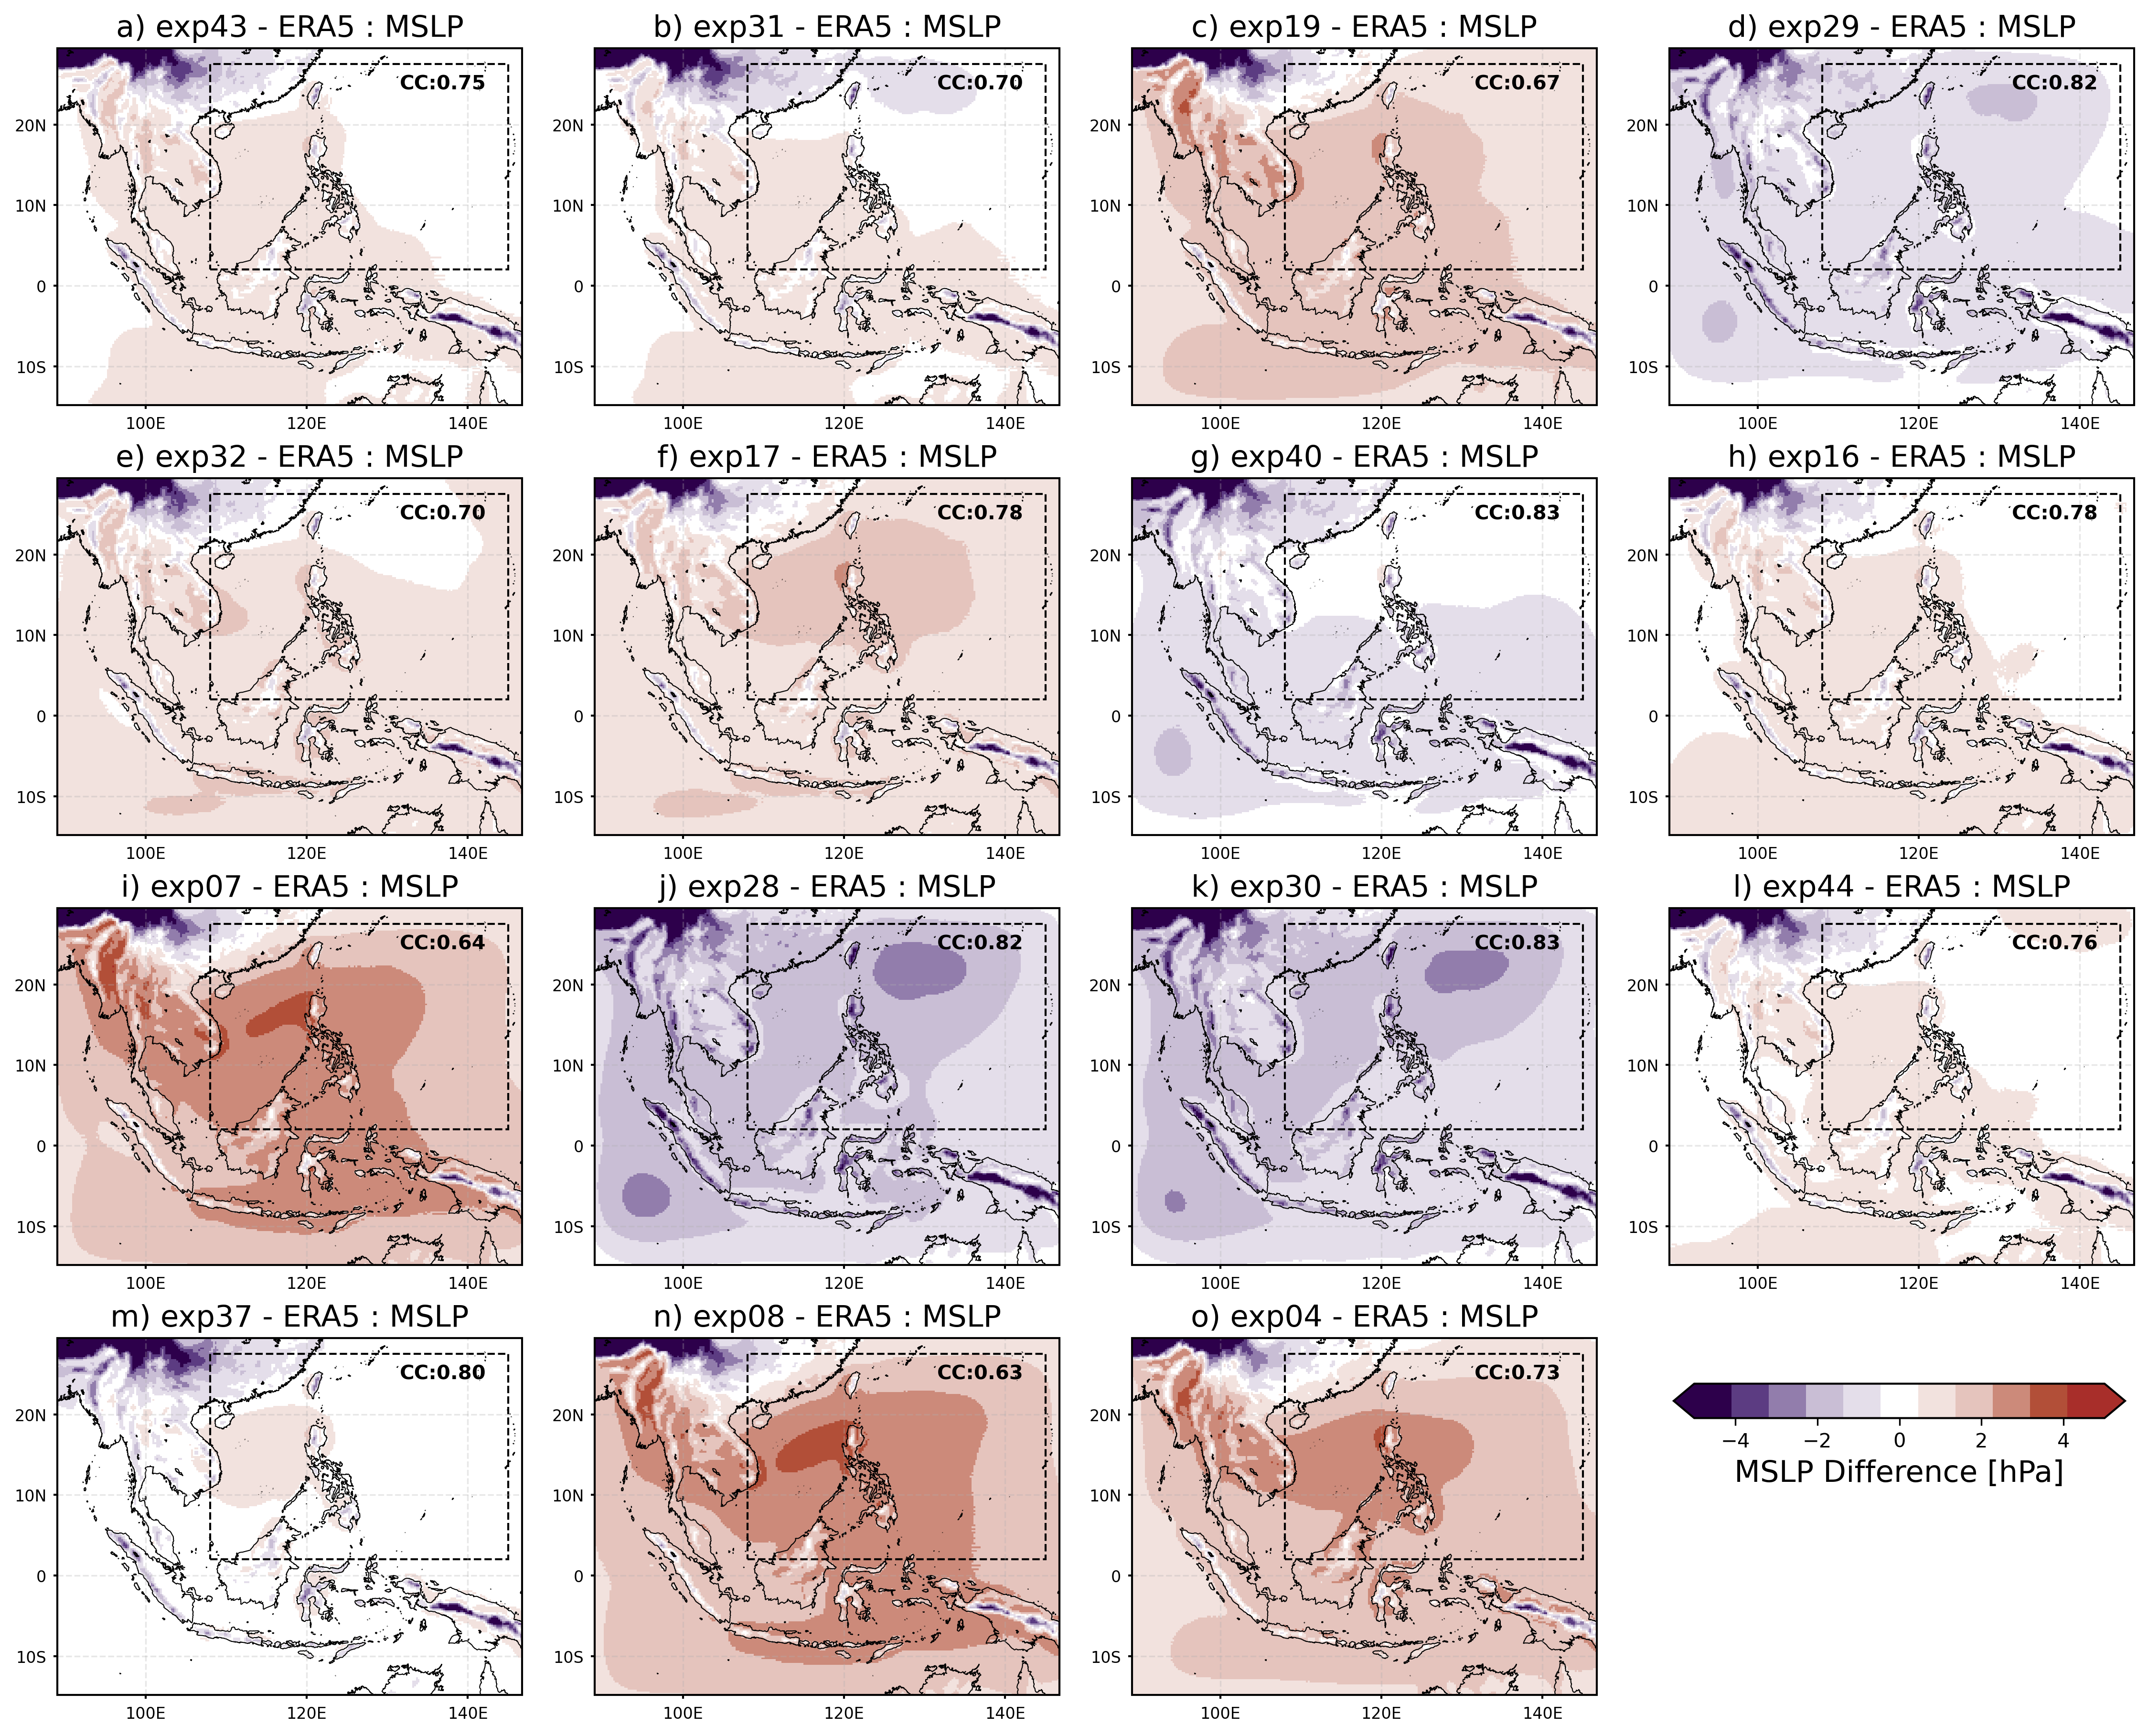 a) exp43 - ERA5 : MSLP
b) exp31 - ERA5 : MSLP
c) exp19 - ERA5 : MSLP
d) exp29 - ERA5 : MSLP
CC:0.75
CC:0.70
CC:0.67
CC:0.82
20N
10N
0
10S
100E
120E
140E
20N
10N
0
10S
100E
120E
140E
20N
10N
0
10S
100E
120E
140E
20N
10N
0
10S
100E
120E
140E
e) exp32 - ERA5 : MSLP
f) exp17 - ERA5 : MSLP
g) exp40 - ERA5 : MSLP
h) exp16 - ERA5 : MSLP
CC:0.70
CC:0.78
CC:0.83
CC:0.78
20N
10N
0
10S
100E
120E
140E
20N
10N
0
10S
100E
120E
140E
20N
10N
0
10S
100E
120E
140E
20N
10N
0
10S
100E
120E
140E
i) exp07 - ERA5 : MSLP
j) exp28 - ERA5 : MSLP
k) exp30 - ERA5 : MSLP
l) exp44 - ERA5 : MSLP
CC:0.64
CC:0.82
CC:0.83
CC:0.76
20N
10N
0
10S
100E
120E
140E
20N
10N
0
10S
100E
120E
140E
20N
10N
0
10S
100E
120E
140E
20N
10N
0
10S
100E
120E
140E
m) exp37 - ERA5 : MSLP
n) exp08 - ERA5 : MSLP
o) exp04 - ERA5 : MSLP
CC:0.80
CC:0.63
CC:0.73
20N
10N
0
10S
100E
120E
140E
20N
10N
0
10S
100E
120E
140E
20N
10N
0
10S
100E
120E
140E
−4
−2
0
2
4
MSLP Difference [hPa]